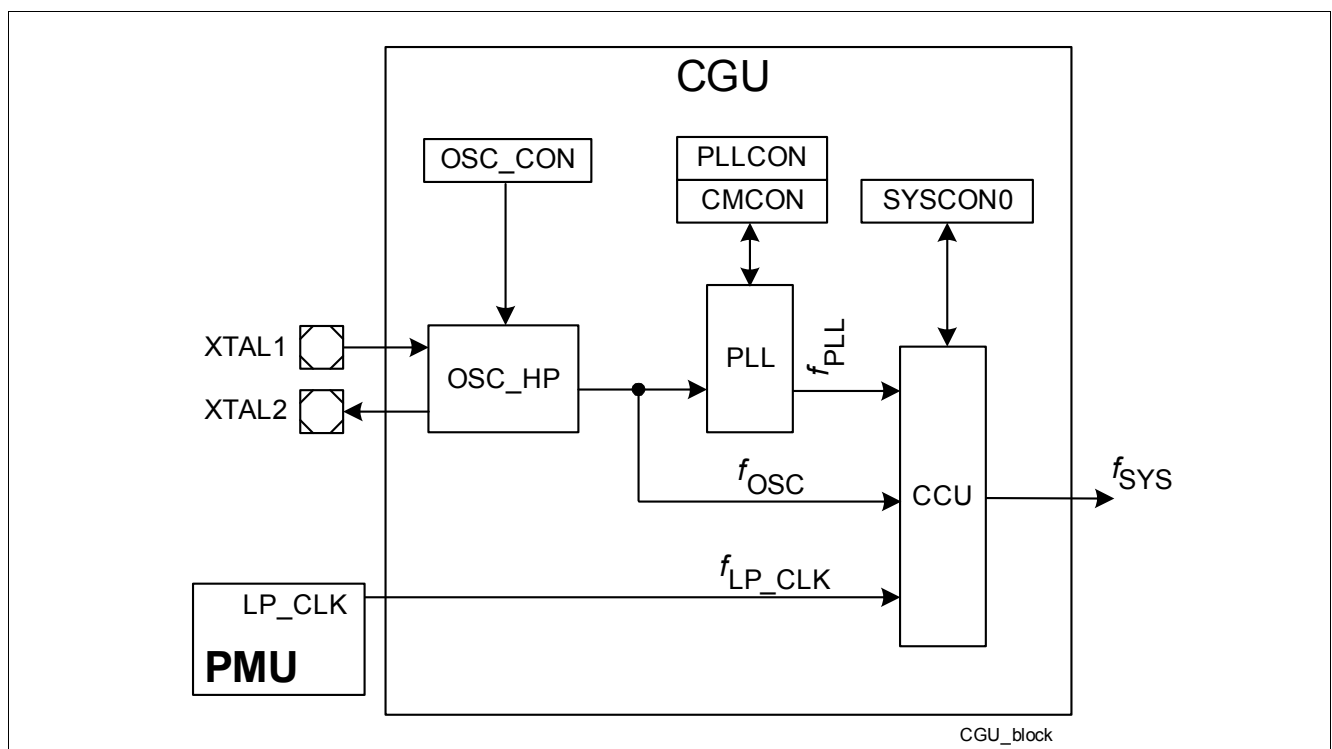 CGU
OSC_CON
PLLCON
CMCON
SYSCON0
XTAL1
XTAL2
OSC_HP
PLL
fPLL
fOSC
CCU
fSYS
fLP_CLK
LP_CLK
PMU
CGU_block